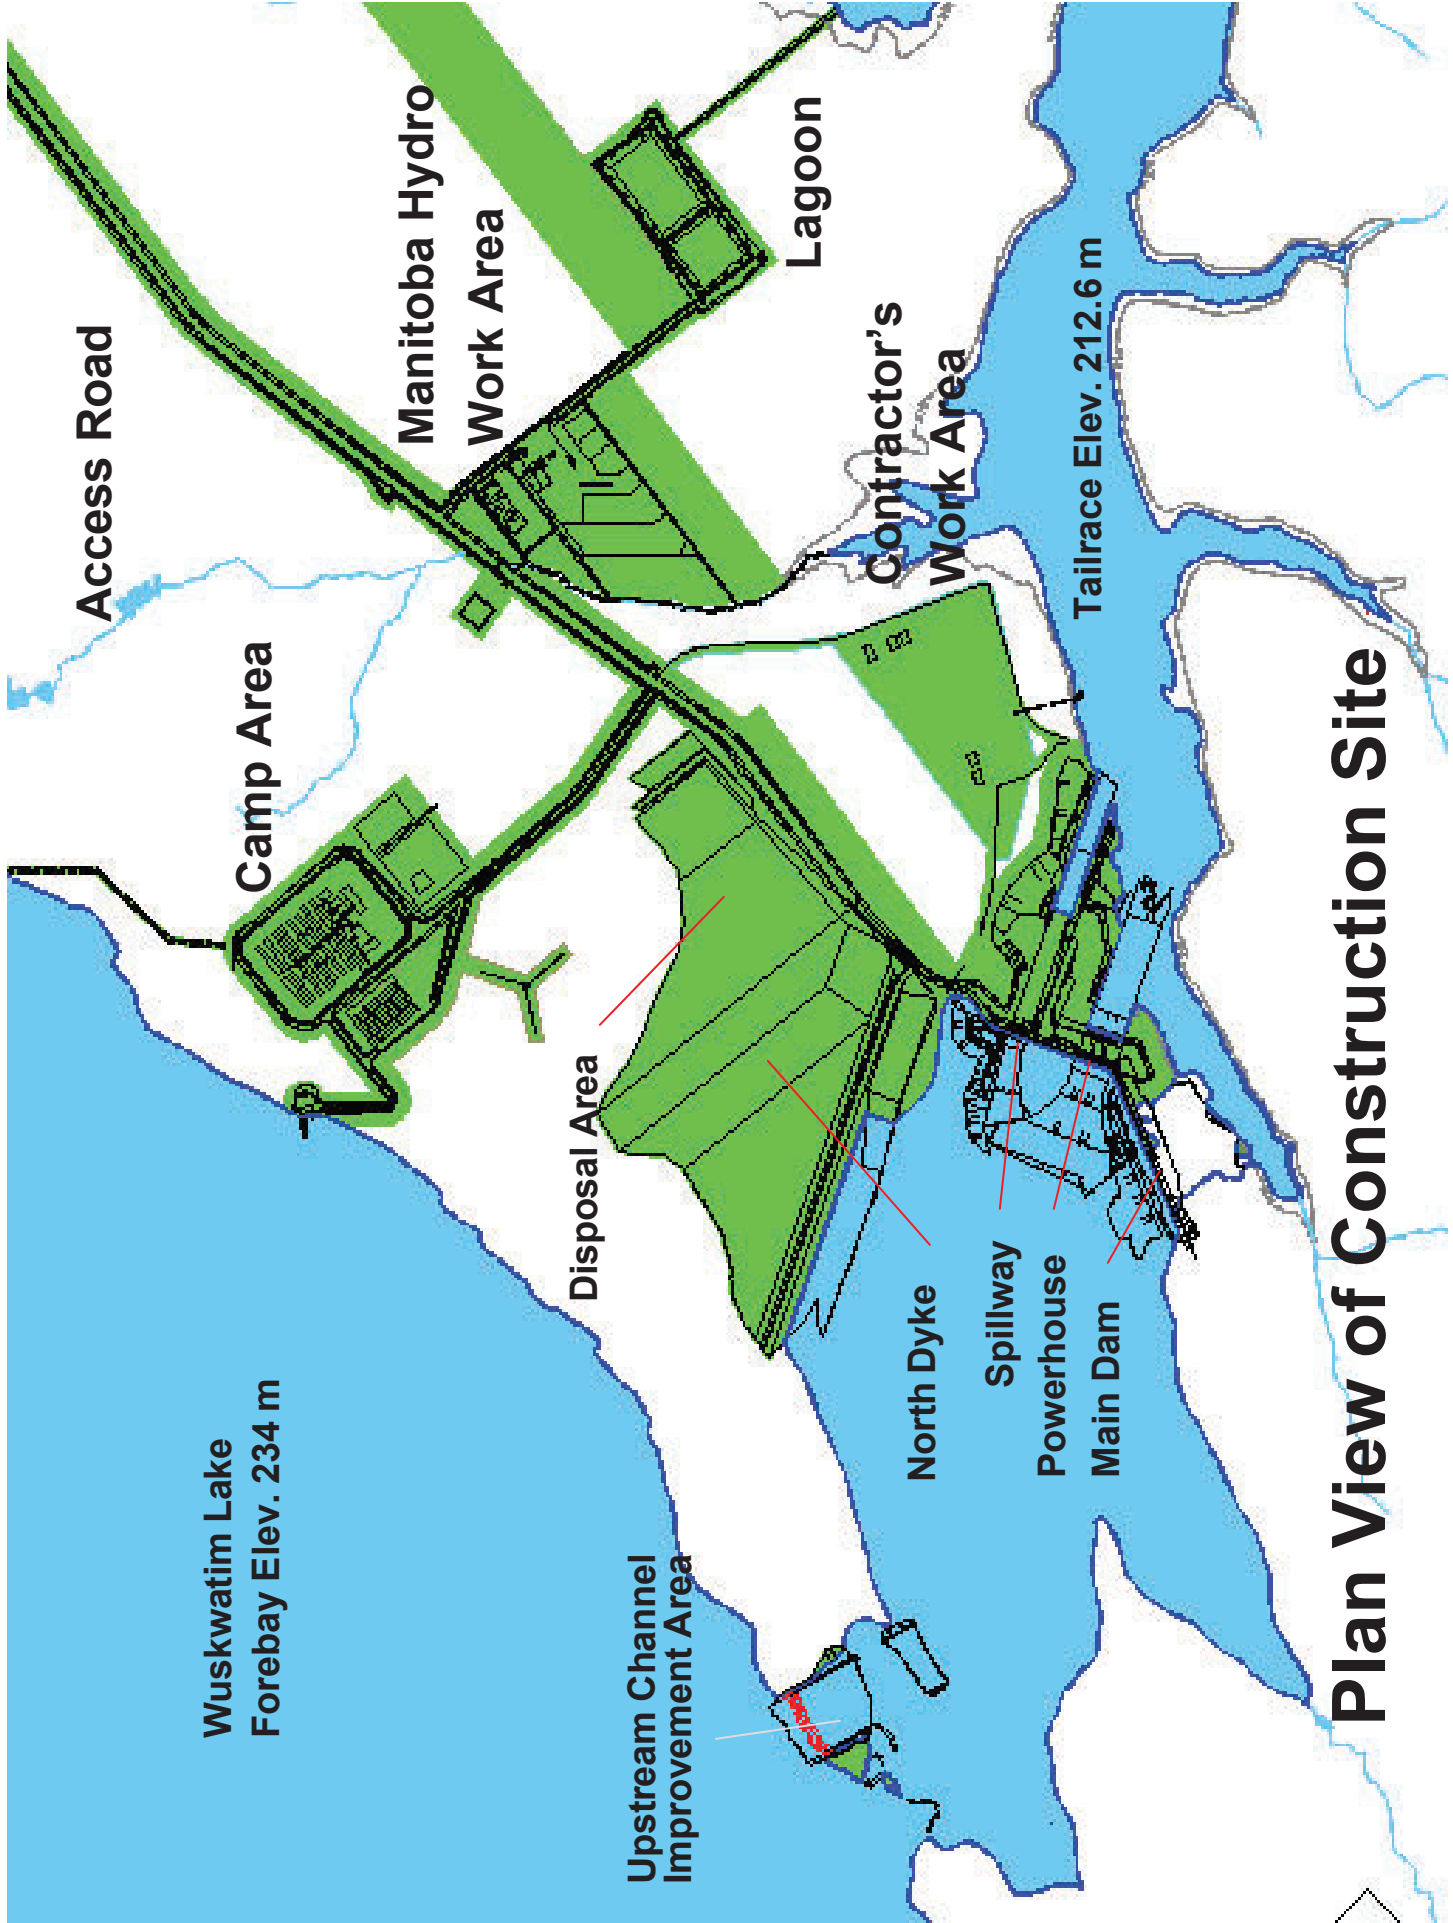 Wuskwatim Lake
Forebay Elev. 234 m
Camp Area
Access Road
Manitoba Hydro
Work Area
Lagoon
Contractor's
Work Area
Tailrace Elev. 212.6 m
Disposal Area
Upstream Channel
Improvement Area
North Dyke
Spillway
Powerhouse
Main Dam
Plan View of Construction Site